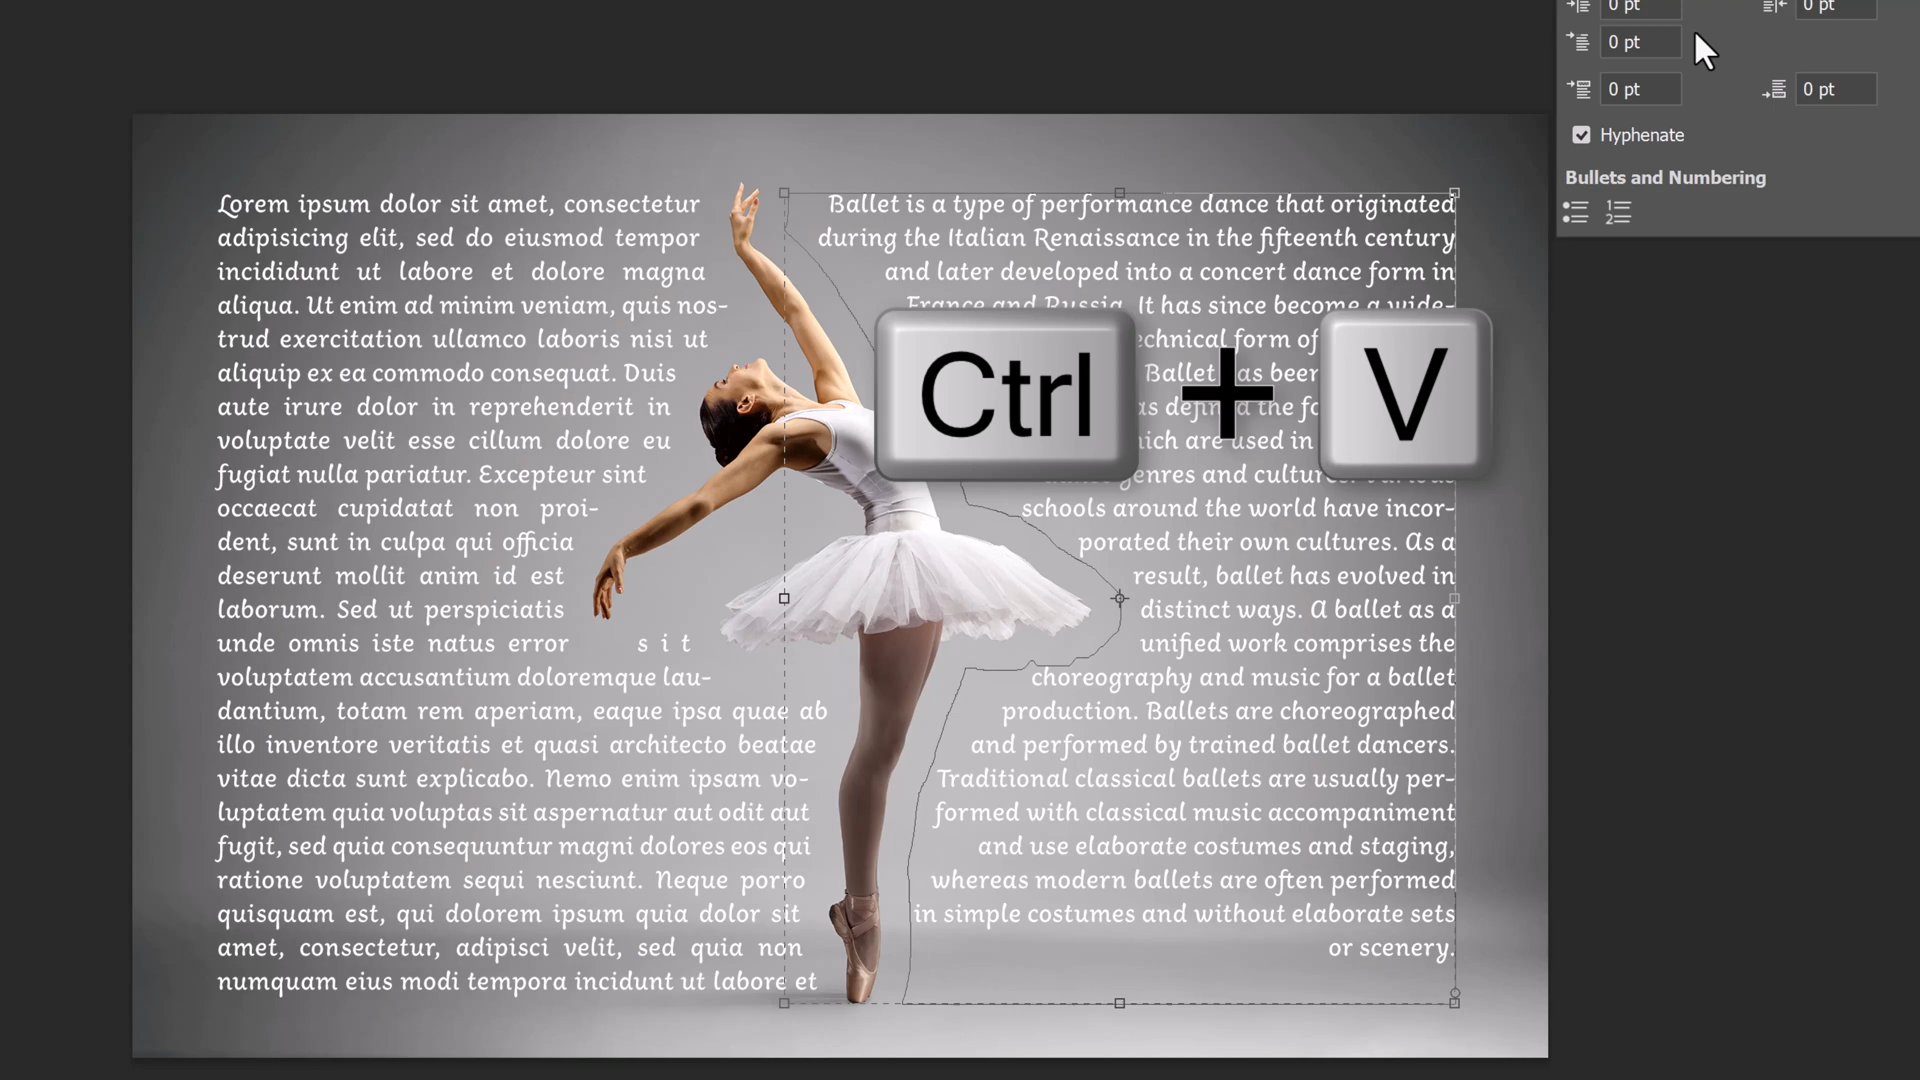 0 pt
0 pt
0 pt
0 pt
0 pt
Hyphenate
Bullets and Numbering
Lorem ipsum dolor sit amet, consectetur
adipisicing elit, sed do eiusmod tempor
incididunt ut labore et dolore magna
aliqua. Ut enim ad minim veniam, quis nos-
trud exercitation ullamco laboris nisi ut
aliquip ex ea commodo consequat. Duis
aute irure dolor in reprehenderit in
voluptate velit esse cillum dolore eu
fugiat nulla pariatur. Excepteur sint
occaecat cupidatat non proi-
dent, sunt in culpa qui officia
deserunt mollit anim id est
laborum. Sed ut perspiciatis
unde omnis iste natus error sit
voluptatem accusantium doloremque lau-
dantium, totam rem aperiam, eaque ipsa quae ab
illo inventore veritatis et quasi architecto beatae
vitae dicta sunt explicabo. Nemo enim ipsam vo-
luptatem quia voluptas sit aspernatur aut odit aut
fugit, sed quia consequuntur magni dolores eos qui
ratione voluptatem sequi nesciunt. Neque porro
quisquam est, qui dolorem ipsum quia dolor sit
amet, consectetur, adipisci velit, sed quia non
numquam eius modi tempora incidunt ut labore et
Ballet is a type of performance dance that originated
during the Italian Renaissance in the fifteenth century
and later developed into a concert dance form in
France and Russia. It has since become a wide-
form of
Ballet has been
defined the
are used in
genres and
schools around the world have incor-
porated their own cultures. As a
result, ballet has evolved in
distinct ways. A ballet as a
unified work comprises the
choreography and music for a ballet
production. Ballets are choreographed
and performed by trained ballet dancers.
Traditional classical ballets are usually per-
formed with classical music accompaniment
and use elaborate costumes and staging,
whereas modern ballets are often performed
in simple costumes and without elaborate sets
or scenery.
Ctrl + V